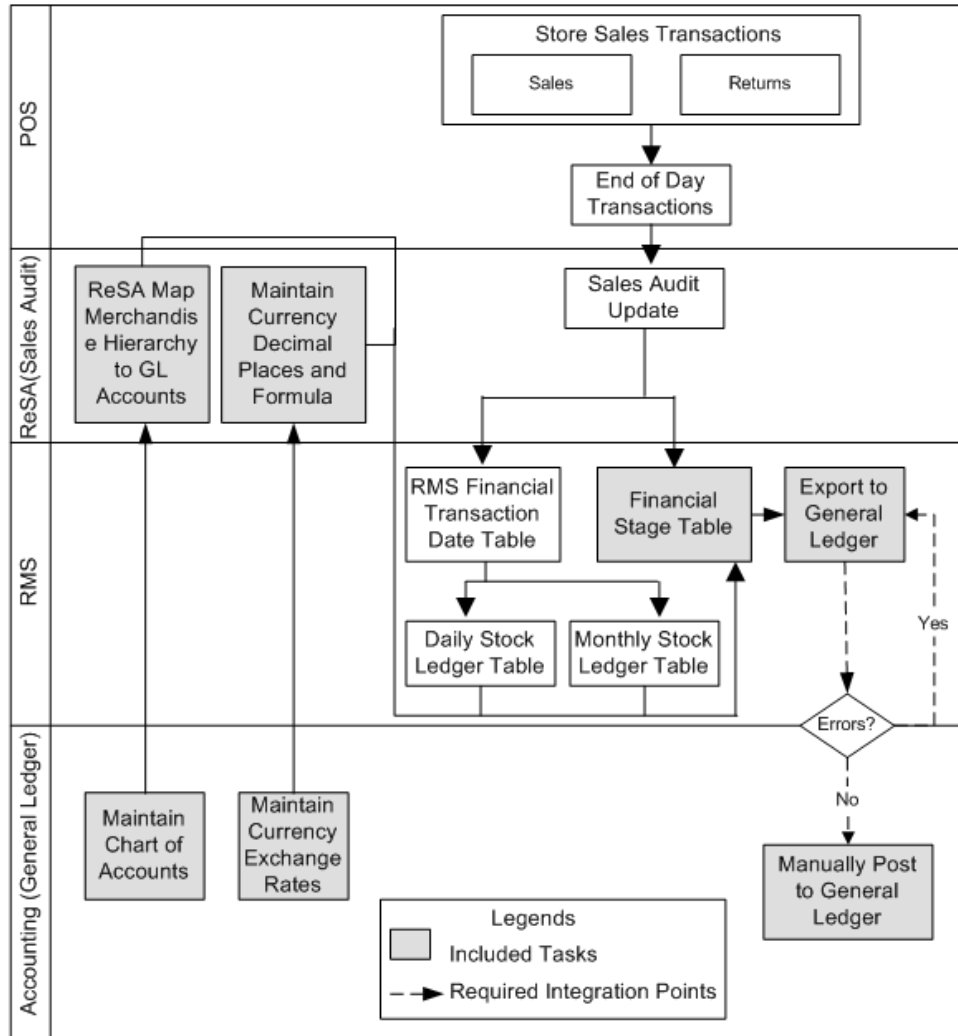 POS
Store Sales Transactions
Sales
Returns
End of Day
Transactions
ReSA(Sales Audit)
ReSA Map
Merchandis
e Hierarchy
to GL
Accounts
Maintain
Currency
Decimal
Places and
Formula
Sales Audit
Update
RMS
RMS Financial
Transaction
Date Table
Financial
Stage Table
Export to
General
Ledger
Daily Stock
Ledger Table
Monthly Stock
Ledger Table
Yes
Errors?
No
Accounting (General Ledger)
Maintain
Chart of
Accounts
Maintain
Currency
Exchange
Rates
Manually Post
to General
Ledger
Legends
Included Tasks
Required Integration Points